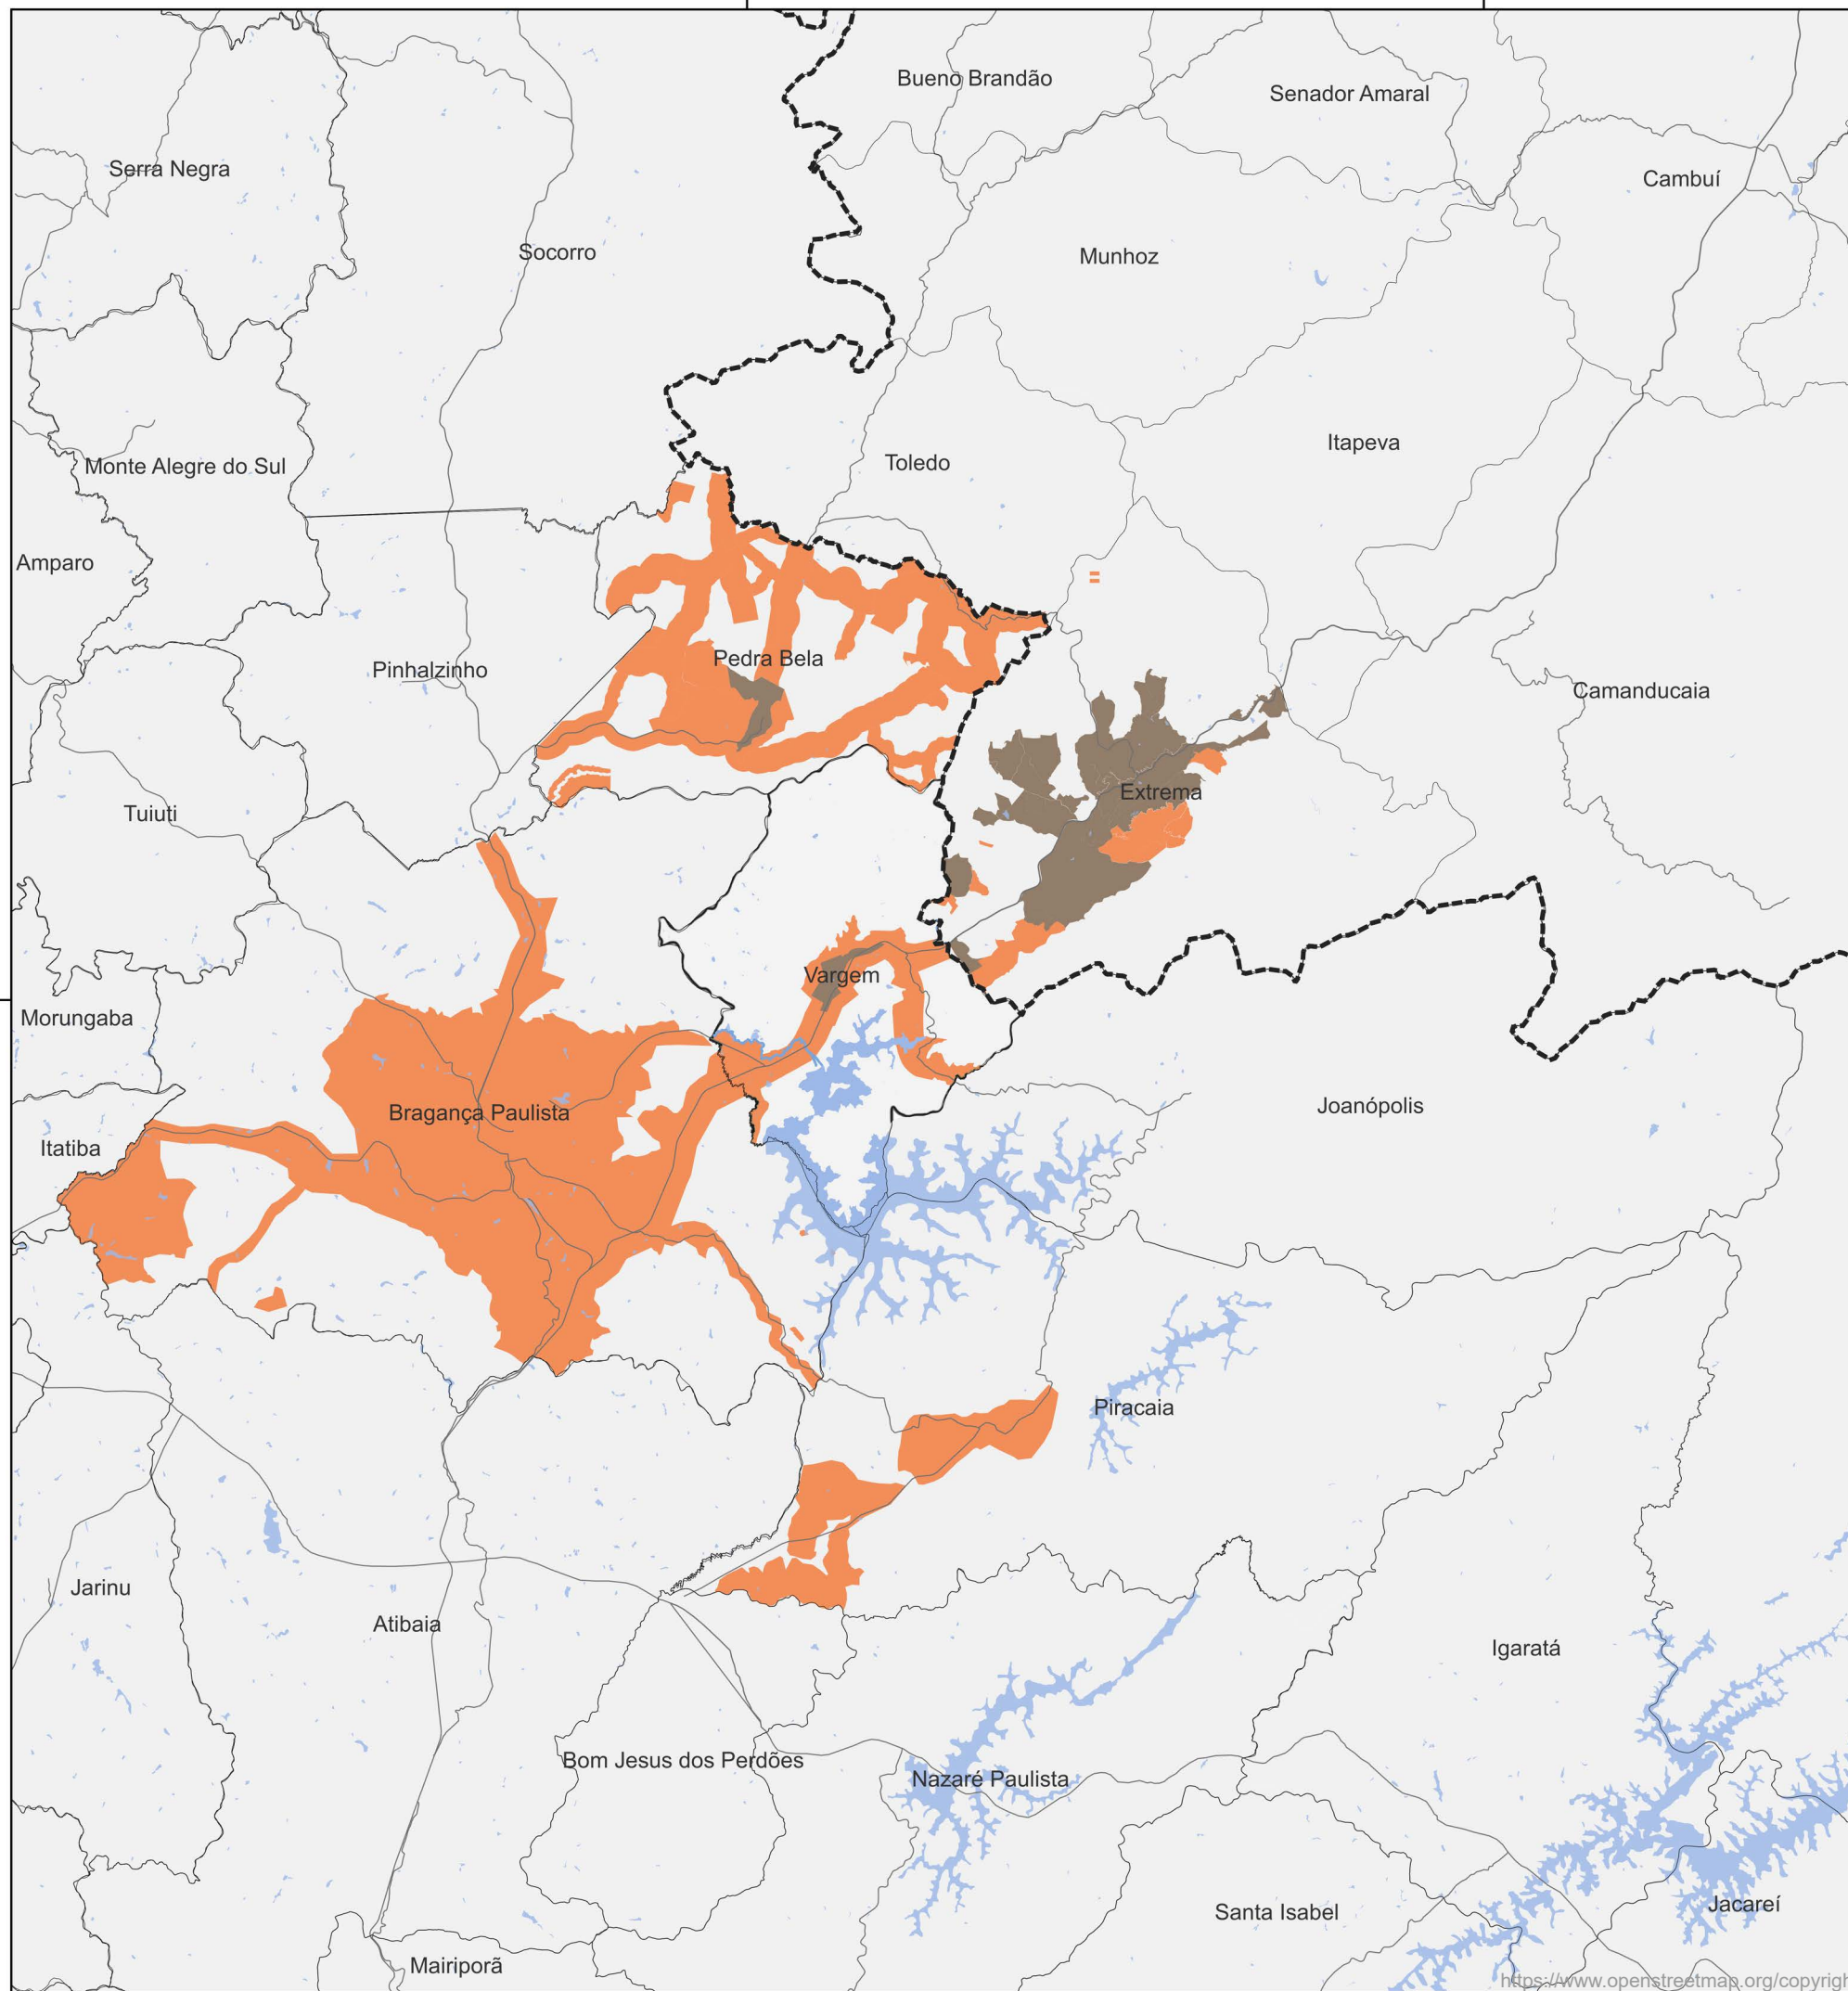 Bueno Brandão
Senador Amaral
Serra Negra
Cambuí
Socorro
Munhoz
Itapeva
Toledo
Monte Alegre do Sul
Amparo
Pedra Bela
Pinhalzinho
Camanducaia
Extrema
Tuiuti
Vargem
Morungaba
Joanópolis
Bragança Paulista
Itatiba
Piracaia
Jarinu
Atibaia
Igaratá
Bom Jesus dos Perdões
Nazaré Paulista
Jacareí
Santa Isabel
Mairiporã
https://www.openstreetmap.org/copyright